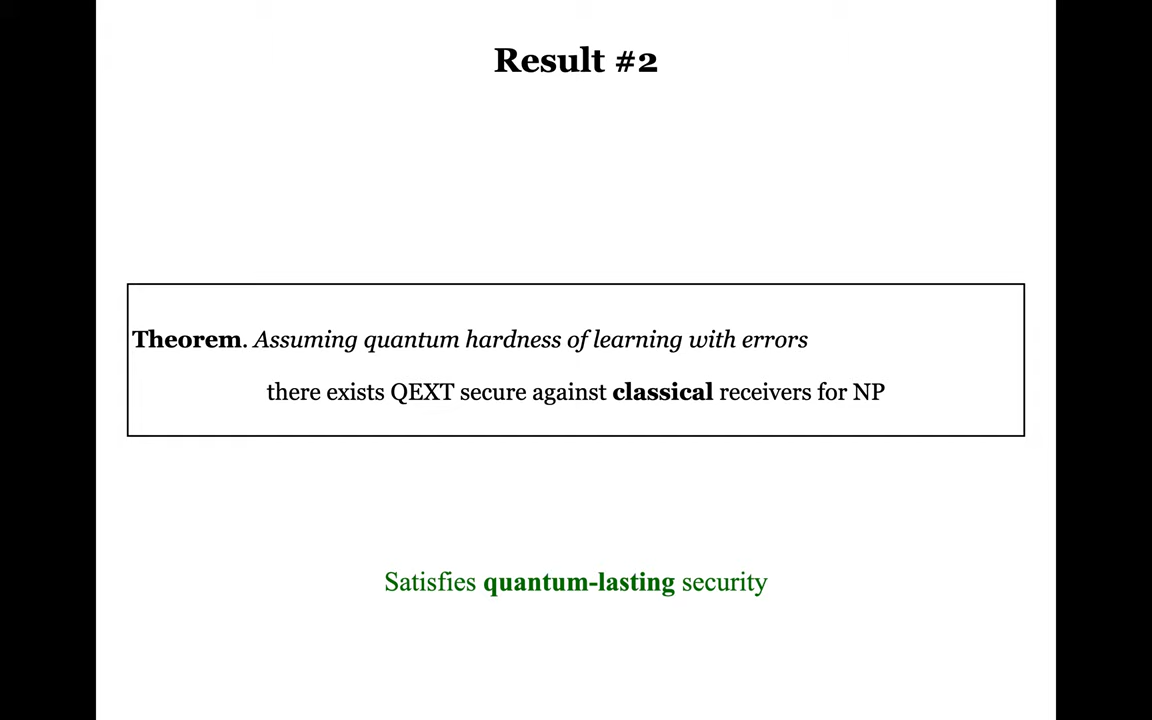 Result #2
Theorem. Assuming quantum hardness of learning with errors
there exists QEXT secure against classical receivers for NP
Satisfies quantum-lasting security